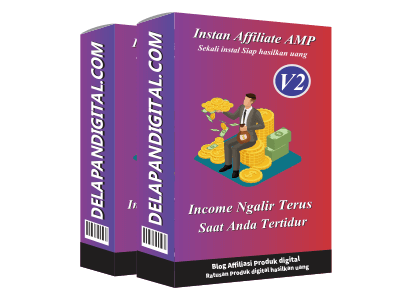 Instan Affiliate AMP
Sekali instal Siap hasilkan uang
V2
Income Ngalir Terus
Saat Anda Tertidur
Blog Affiliasi Produk digital
Ratusan Produk digital hasilkan uang
DELAPANDIGITAL.COM
DELAPANDIGITAL.COM